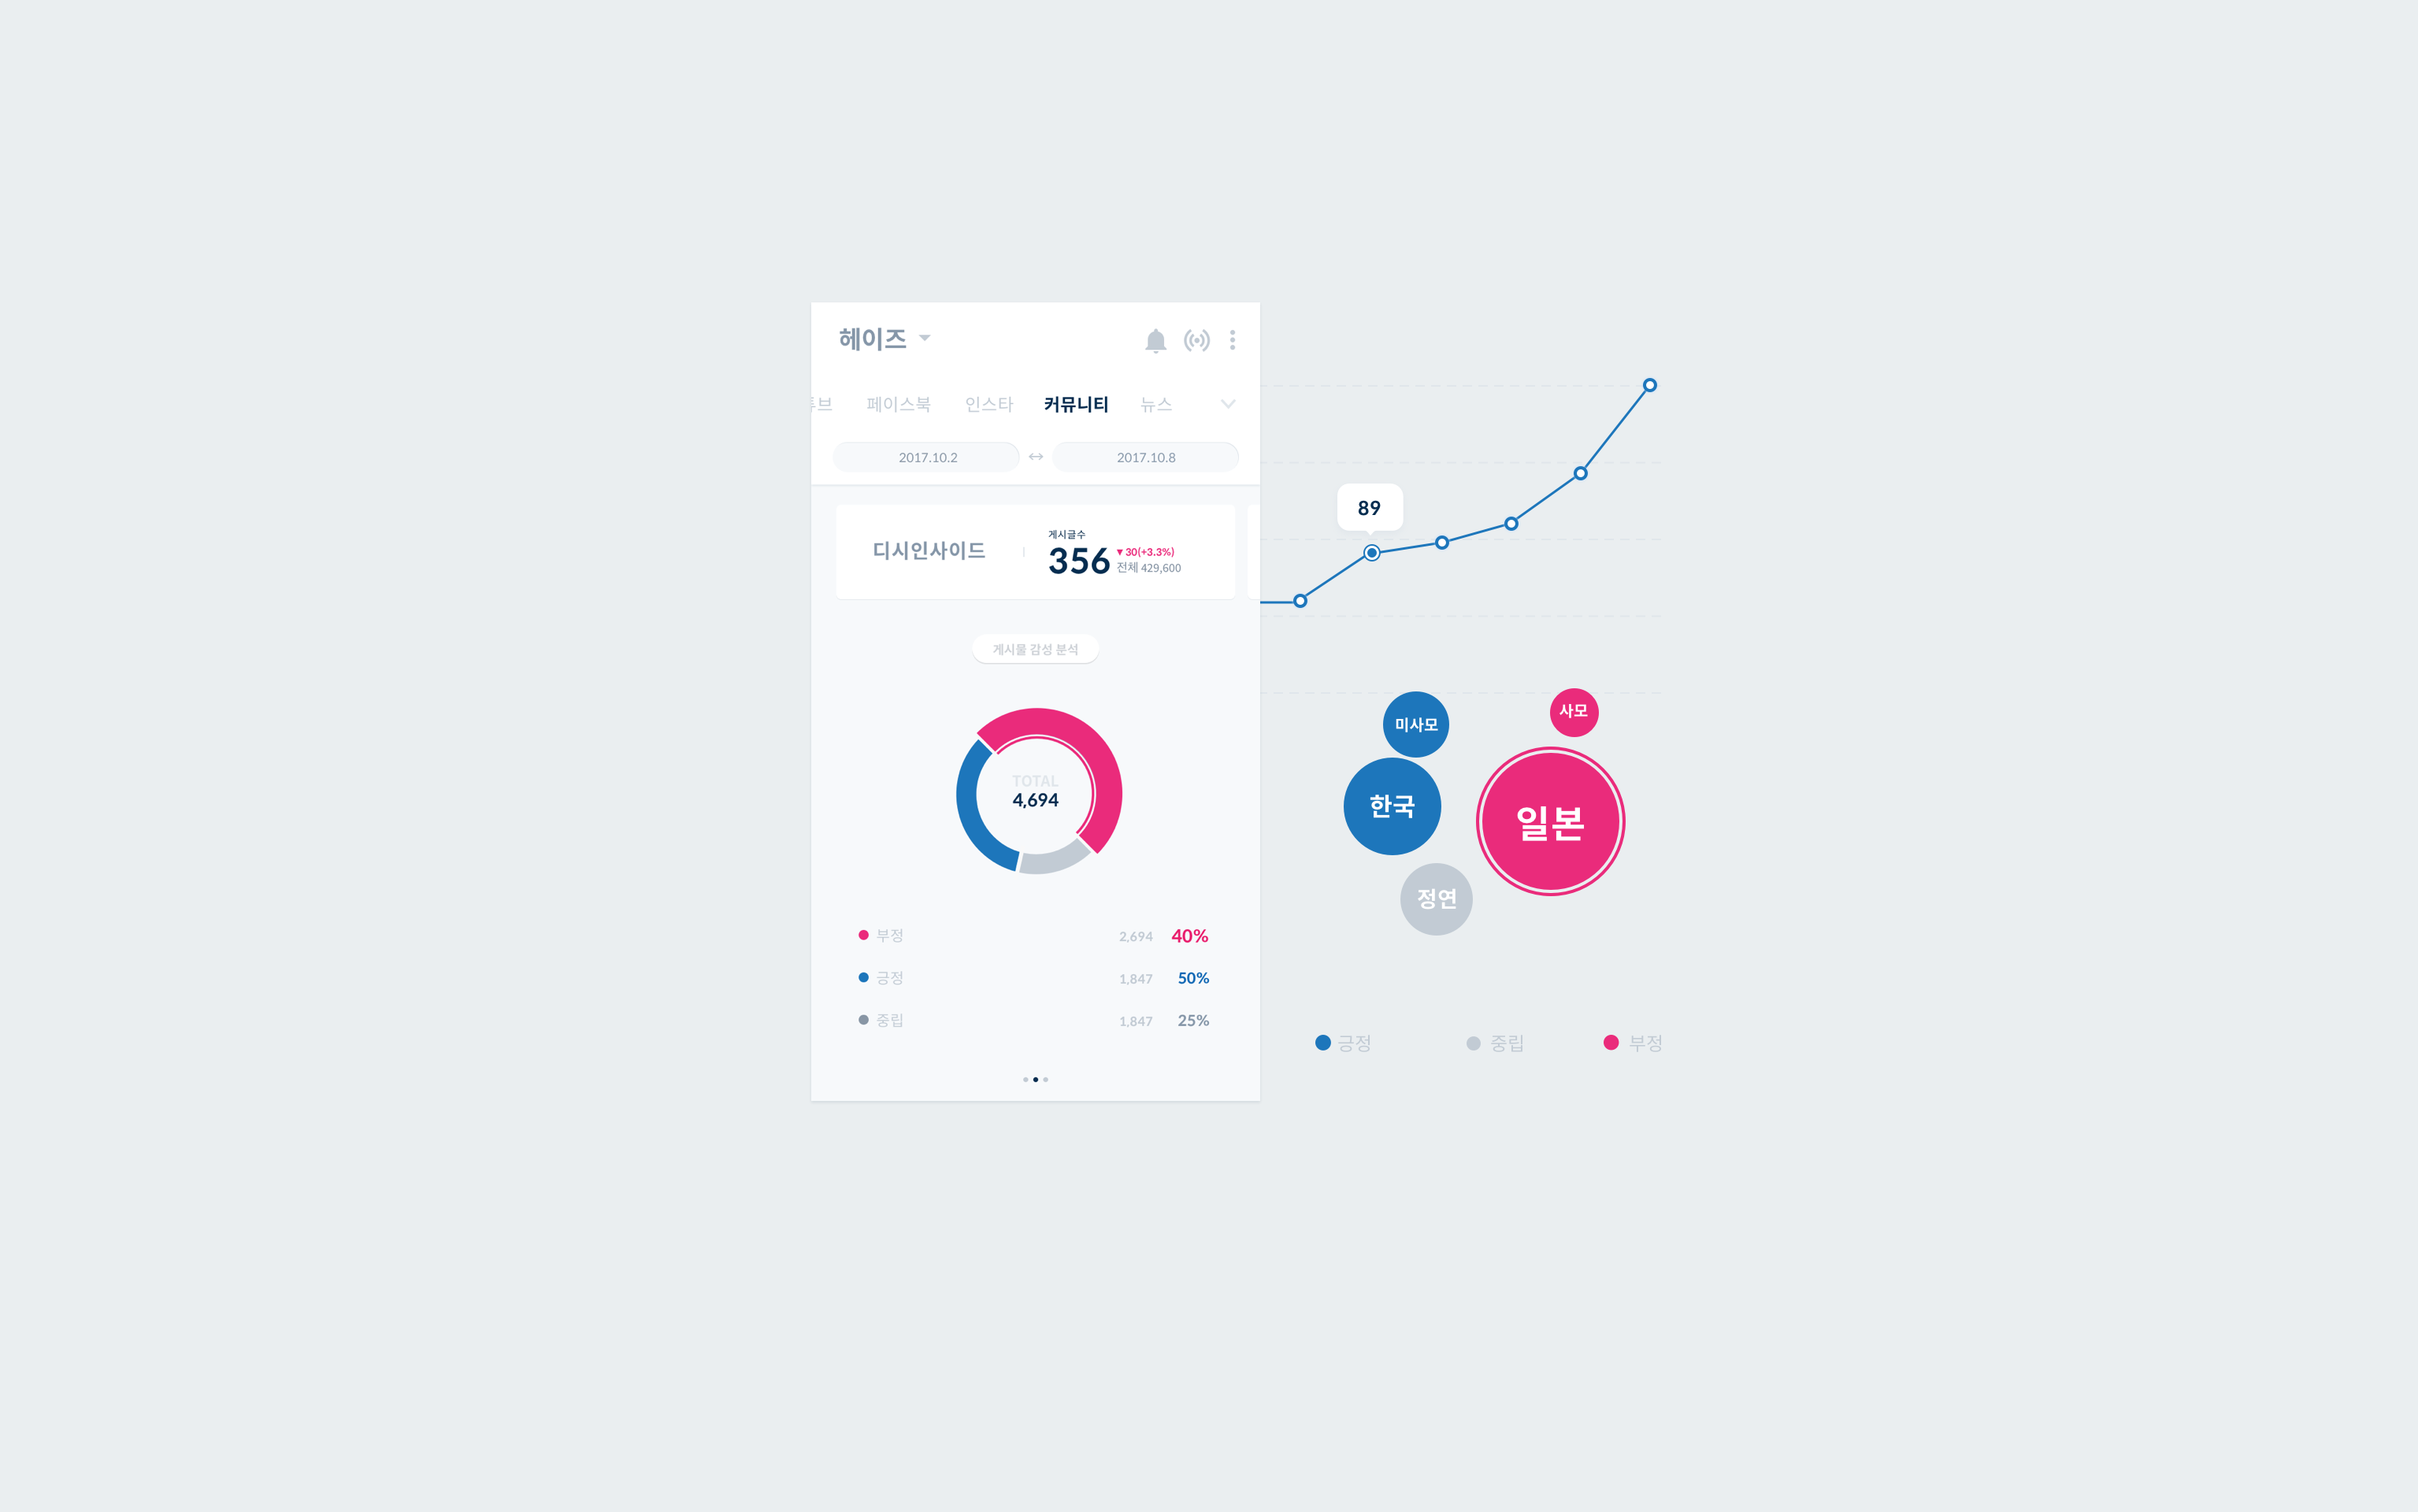 헤이즈
브 페이스북 인스타 커뮤니티 뉴스
2017.10.2 ↔ 2017.10.8
디시인사이드
게시글수
356 ▼30(+3.3%)
전체 429,600
게시물 감성 분석
TOTAL
4,694
부정 2,694 40%
긍정 1,847 50%
중립 1,847 25%
89
미사모
사모
한국
일본
정연
긍정 중립 부정